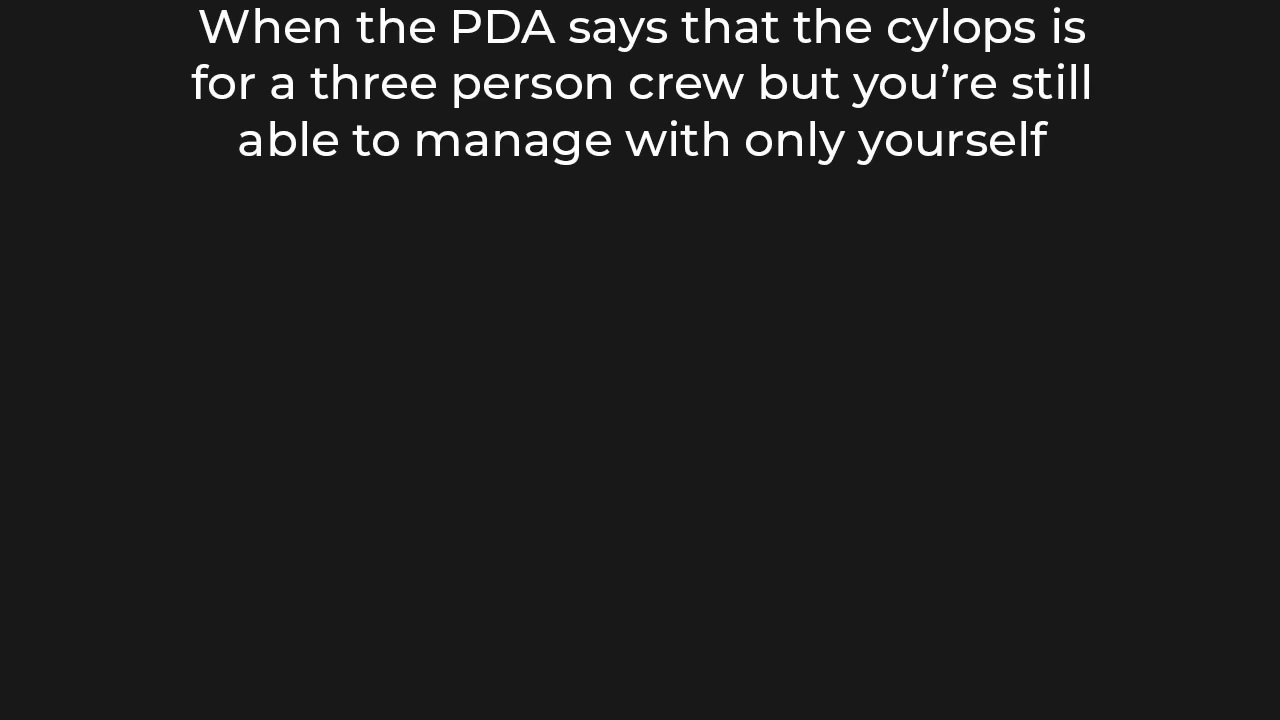 When the PDA says that the cylops is
for a three person crew but you’re still
able to manage with only yourself